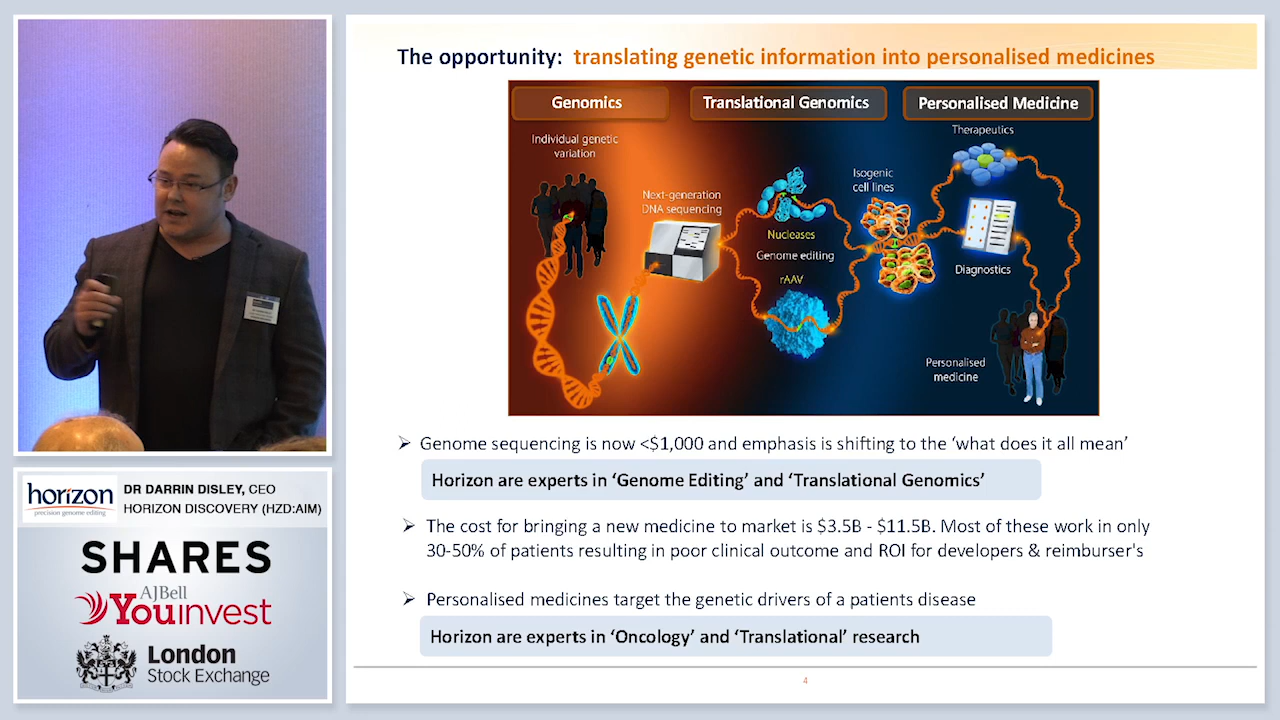 horizon
precision genome editing
DR DARRIN DISLEY, CEO
HORIZON DISCOVERY (HZD:AIM)
SHARES
AJBell
Youinvest
London
Stock Exchange
The opportunity: translating genetic information into personalised medicines
Genomics
Translational Genomics
Personalised Medicine
Individual genetic
variation
Next-generation
DNA sequencing
Nucleases
Genome editing
rAAV
Isogenic
cell lines
Therapeutics
Diagnostics
Personalised
medicine
➢ Genome sequencing is now <$1,000 and emphasis is shifting to the ‘what does it all mean’
Horizon are experts in ‘Genome Editing’ and ‘Translational Genomics’
➢ The cost for bringing a new medicine to market is $3.5B - $11.5B. Most of these work in only
30-50% of patients resulting in poor clinical outcome and ROI for developers & reimburser's
➢ Personalised medicines target the genetic drivers of a patients disease
Horizon are experts in ‘Oncology’ and ‘Translational’ research
4